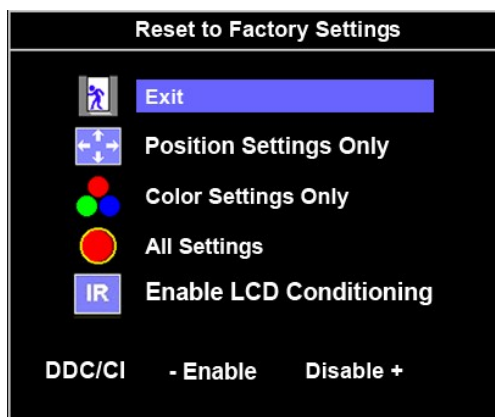 Reset to Factory Settings
Exit
Position Settings Only
Color Settings Only
All Settings
IR Enable LCD Conditioning
DDC/CI - Enable Disable +